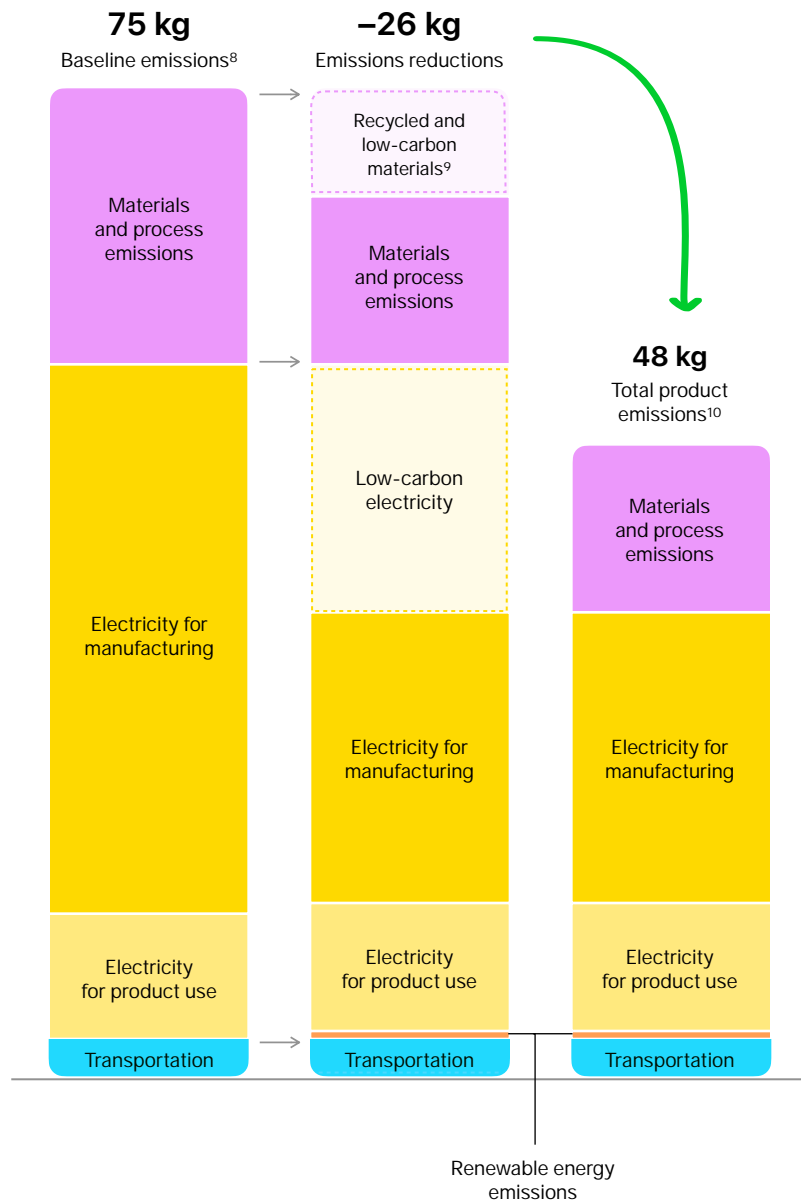 75 kg
Baseline emissions⁸
Materials
and process
emissions
Electricity for
manufacturing
Electricity
for product use
Transportation
–26 kg
Emissions reductions
Recycled and
low-carbon
materials⁹
Materials
and process
emissions
Low-carbon
electricity
Electricity for
manufacturing
Electricity
for product use
Transportation
48 kg
Total product
emissions¹⁰
Materials
and process
emissions
Electricity for
manufacturing
Electricity
for product use
Transportation
Renewable energy
emissions